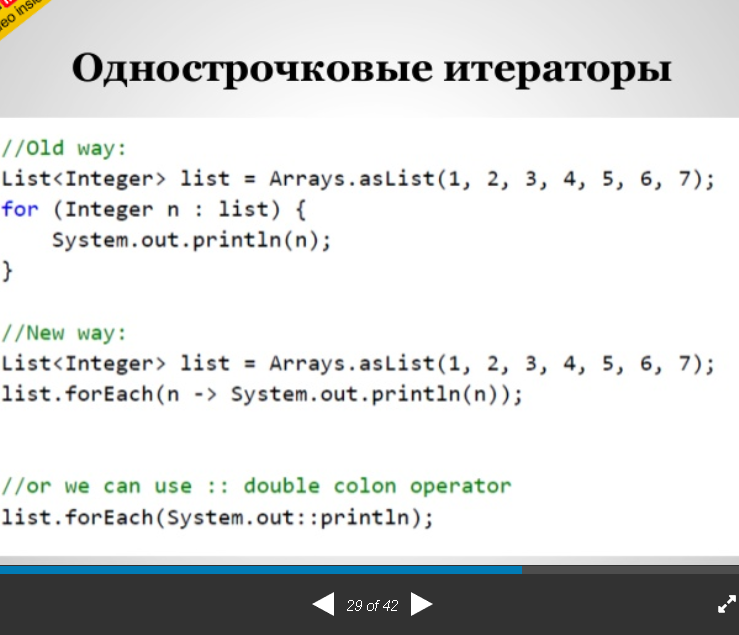 Однострочковые итераторы
//Old way:
List<Integer> list = Arrays.asList(1, 2, 3, 4, 5, 6, 7);
for (Integer n : list) {
    System.out.println(n);
}
//New way:
List<Integer> list = Arrays.asList(1, 2, 3, 4, 5, 6, 7);
list.forEach(n -> System.out.println(n));
//or we can use :: double colon operator
list.forEach(System.out::println);
29 of 42